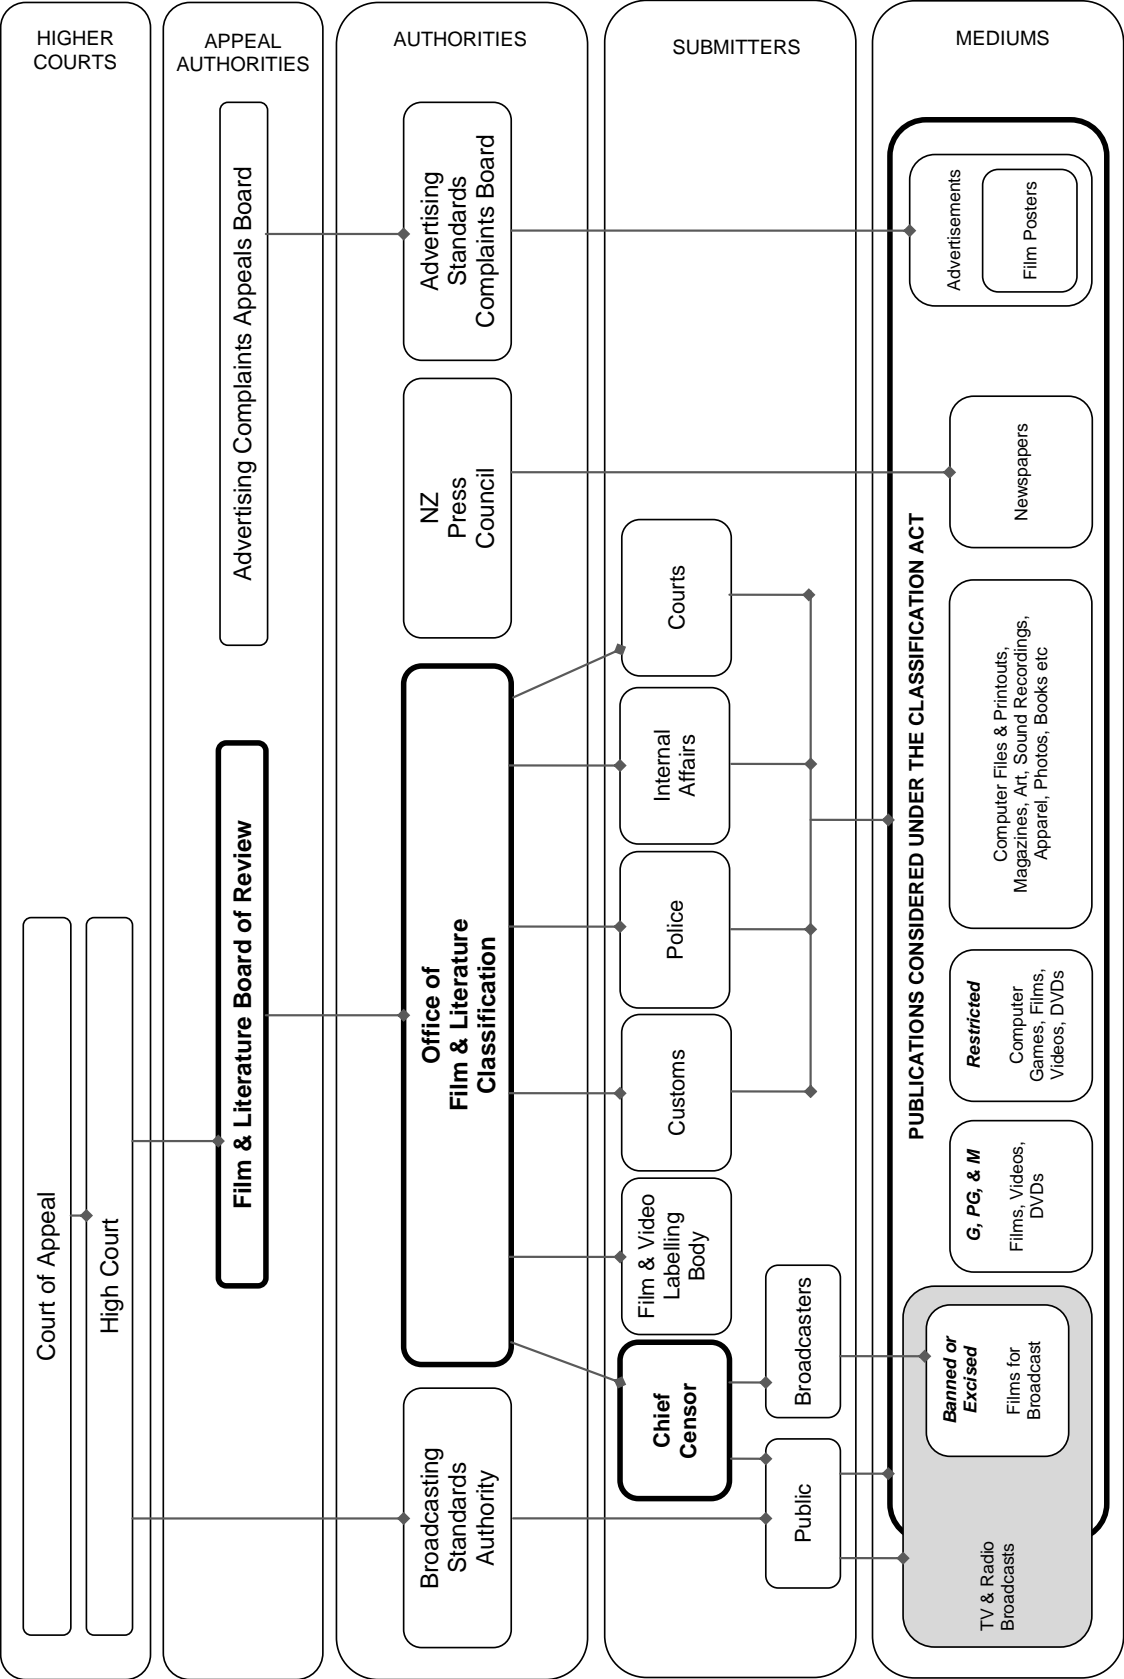 HIGHER
COURTS
Court of Appeal
High Court
APPEAL
AUTHORITIES
Film & Literature Board of Review
Advertising Complaints Appeals Board
AUTHORITIES
Broadcasting
Standards
Authority
Office of
Film & Literature
Classification
NZ
Press
Council
Advertising
Standards
Complaints Board
SUBMITTERS
Chief
Censor
Film & Video
Labelling
Body
Customs
Police
Internal
Affairs
Courts
Public
Broadcasters
MEDIUMS
PUBLICATIONS CONSIDERED UNDER THE CLASSIFICATION ACT
TV & Radio
Broadcasts
Banned or
Excised
Films for
Broadcast
G, PG, & M
Films, Videos,
DVDs
Restricted
Computer
Games, Films,
Videos, DVDs
Computer Files & Printouts,
Magazines, Art, Sound Recordings,
Apparel, Photos, Books etc
Newspapers
Advertisements
Film Posters